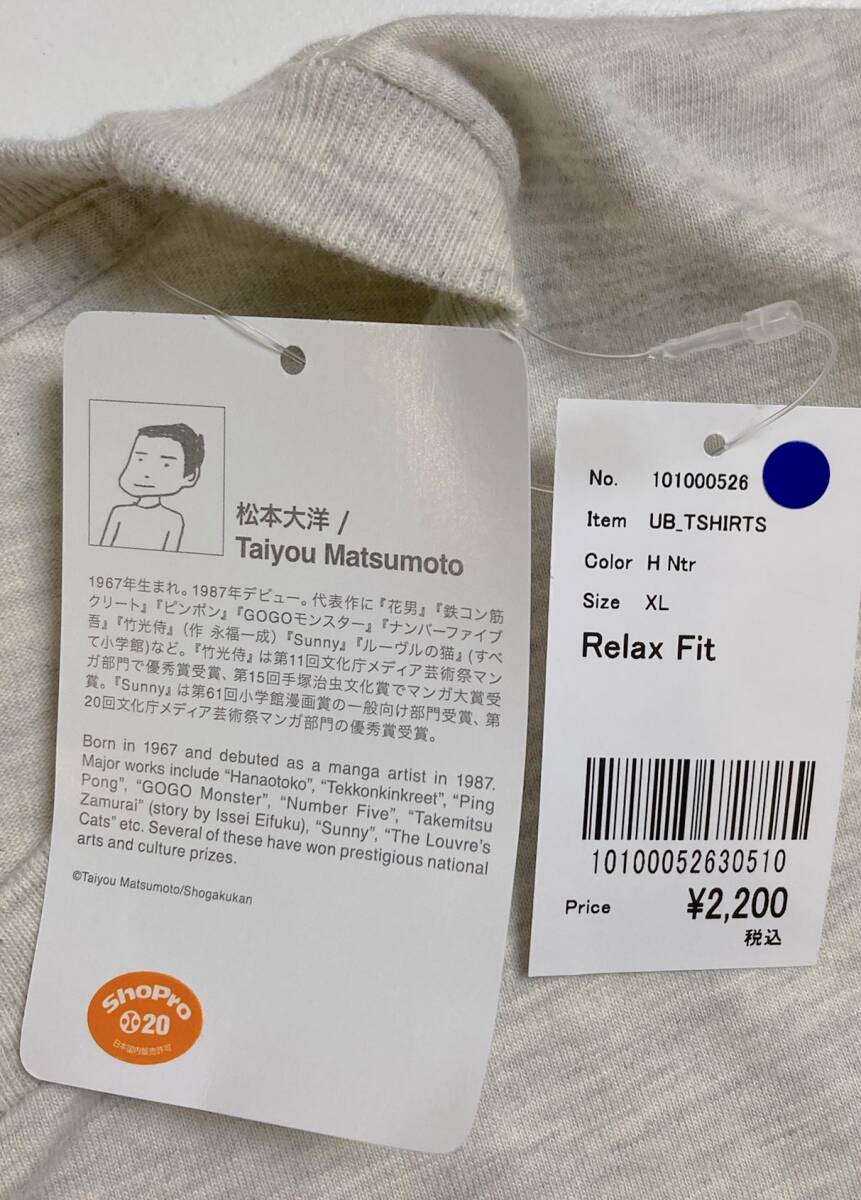 松本大洋 /
Taiyou Matsumoto
1967年生まれ。1987年デビュー。代表作に『花男』『鉄コン筋
クリート』『ピンポン』『GOGOモンスター』『ナンバーファイブ
吾』『竹光侍』（作 永福一成）『Sunny』『ルーヴルの猫』(すべ
て小学館)など。『竹光侍』は第11回文化庁メディア芸術祭マン
ガ部門で優秀賞受賞、第15回手塚治虫文化賞でマンガ大賞受
賞。『Sunny』は第61回小学館漫画賞の一般向け部門受賞、第
20回文化庁メディア芸術祭マンガ部門の優秀賞受賞。
Born in 1967 and debuted as a manga artist in 1987.
Major works include “Hanaotoko”, “Tekkonkinkreet”, “Ping
Pong”, “GOGO Monster”, “Number Five”, “Takemitsu
Zamurai” (story by Issei Eifuku), “Sunny”, “The Louvre’s
Cats” etc. Several of these have won prestigious national
arts and culture prizes.
©Taiyou Matsumoto/Shogakukan
ShoPro
20
日本国内販売許可
No. 101000526
Item UB_TSHIRTS
Color H Ntr
Size XL
Relax Fit
10100052630510
Price ¥2,200
税込